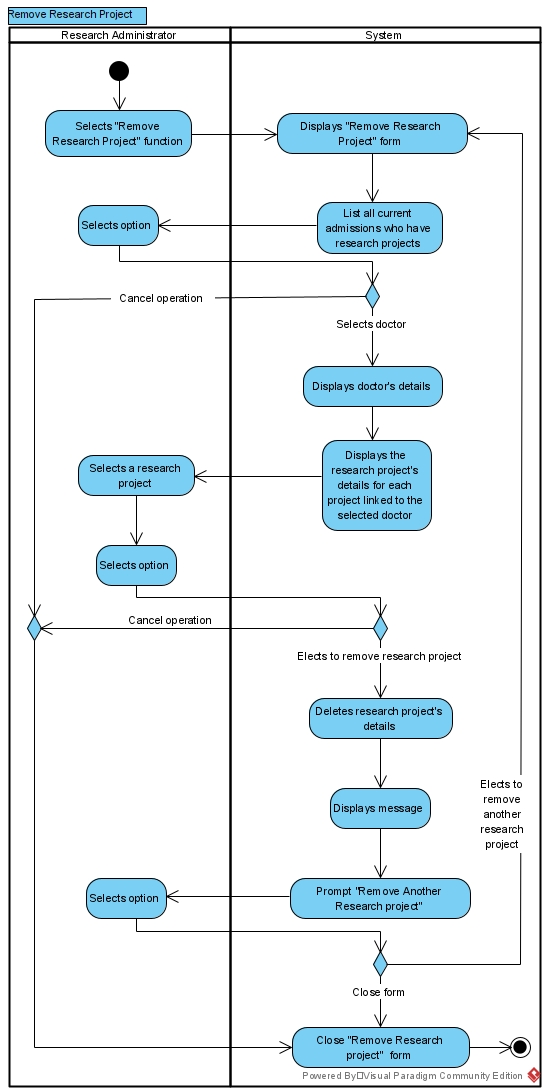 Remove Research Project
Research Administrator
System
Selects "Remove
Research Project" function
Displays "Remove Research
Project" form
Selects option
List all current
admissions who have
research projects
Cancel operation
Selects doctor
Displays doctor's details
Selects a research
project
Displays the
research project's
details for each
project linked to the
selected doctor
Selects option
Cancel operation
Elects to remove research project
Deletes research project's
details
Displays message
Elects to
remove
another
research
project
Selects option
Prompt "Remove Another
Research project"
Close form
Close "Remove Research
project" form
Powered By Visual Paradigm Community Edition